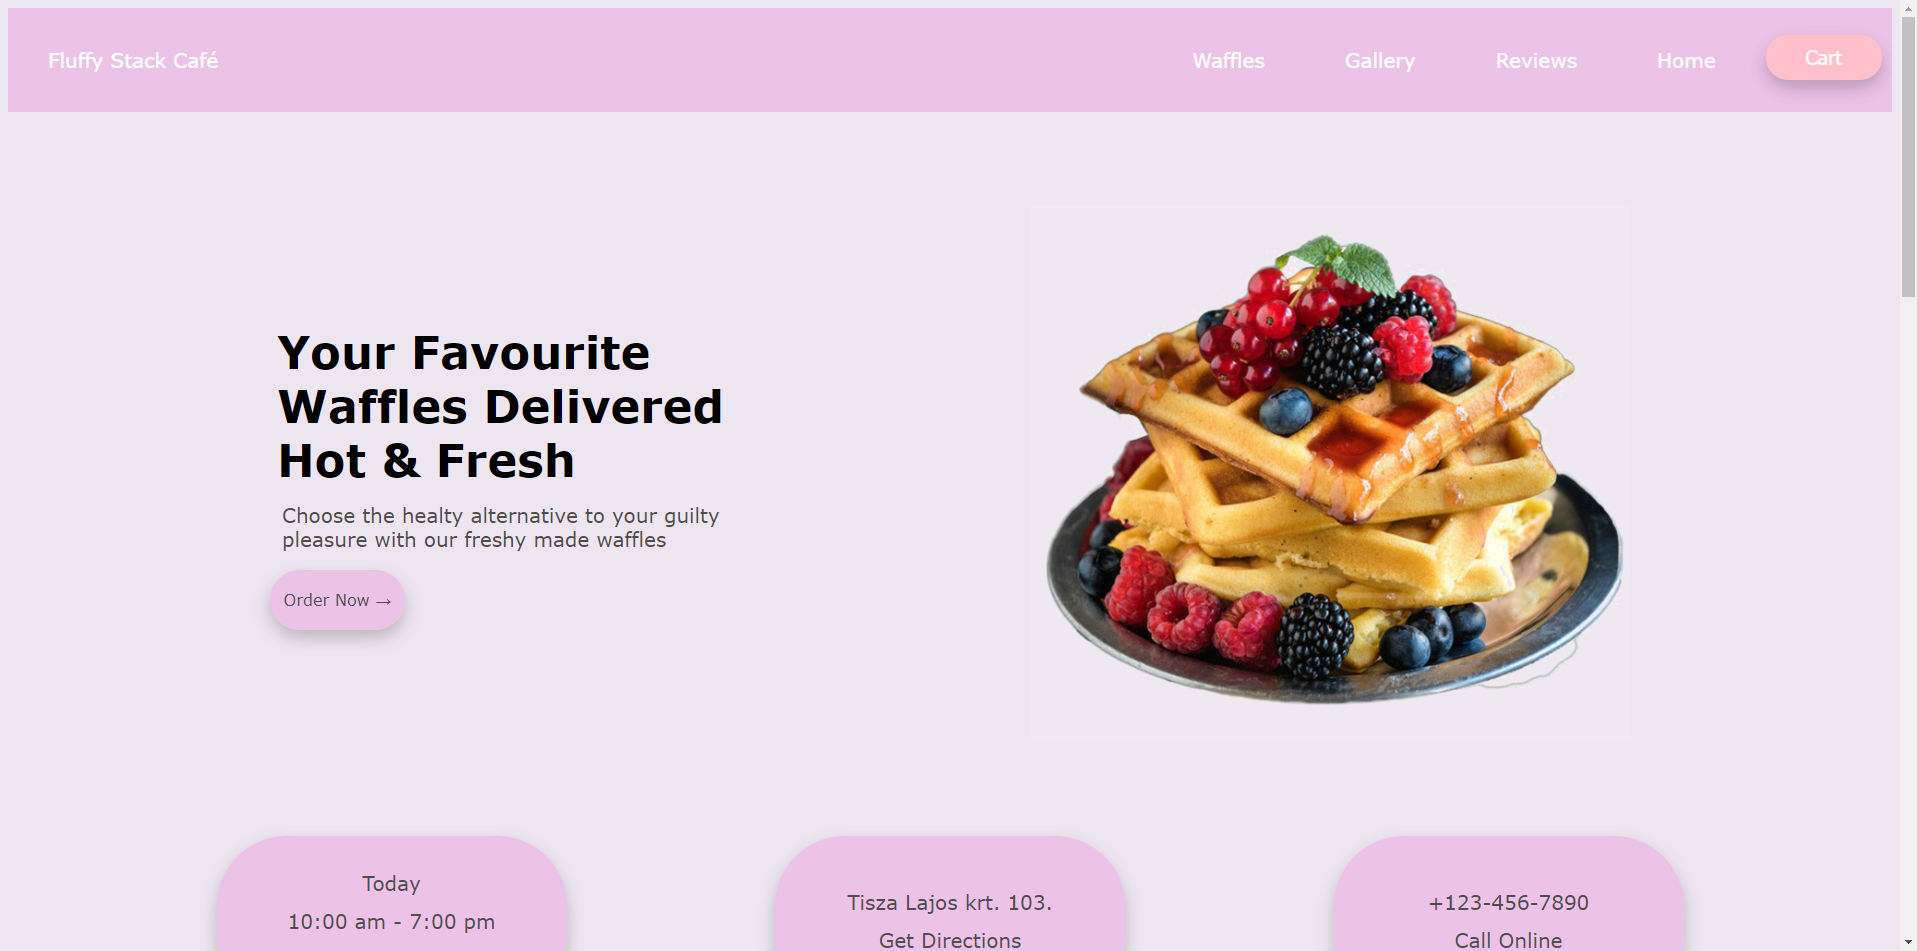 Fluffy Stack Café
Waffles
Gallery
Reviews
Home
Cart
Your Favourite
Waffles Delivered
Hot & Fresh
Choose the healty alternative to your guilty
pleasure with our freshy made waffles
Order Now →
Today
10:00 am - 7:00 pm
Tisza Lajos krt. 103.
Get Directions
+123-456-7890
Call Online